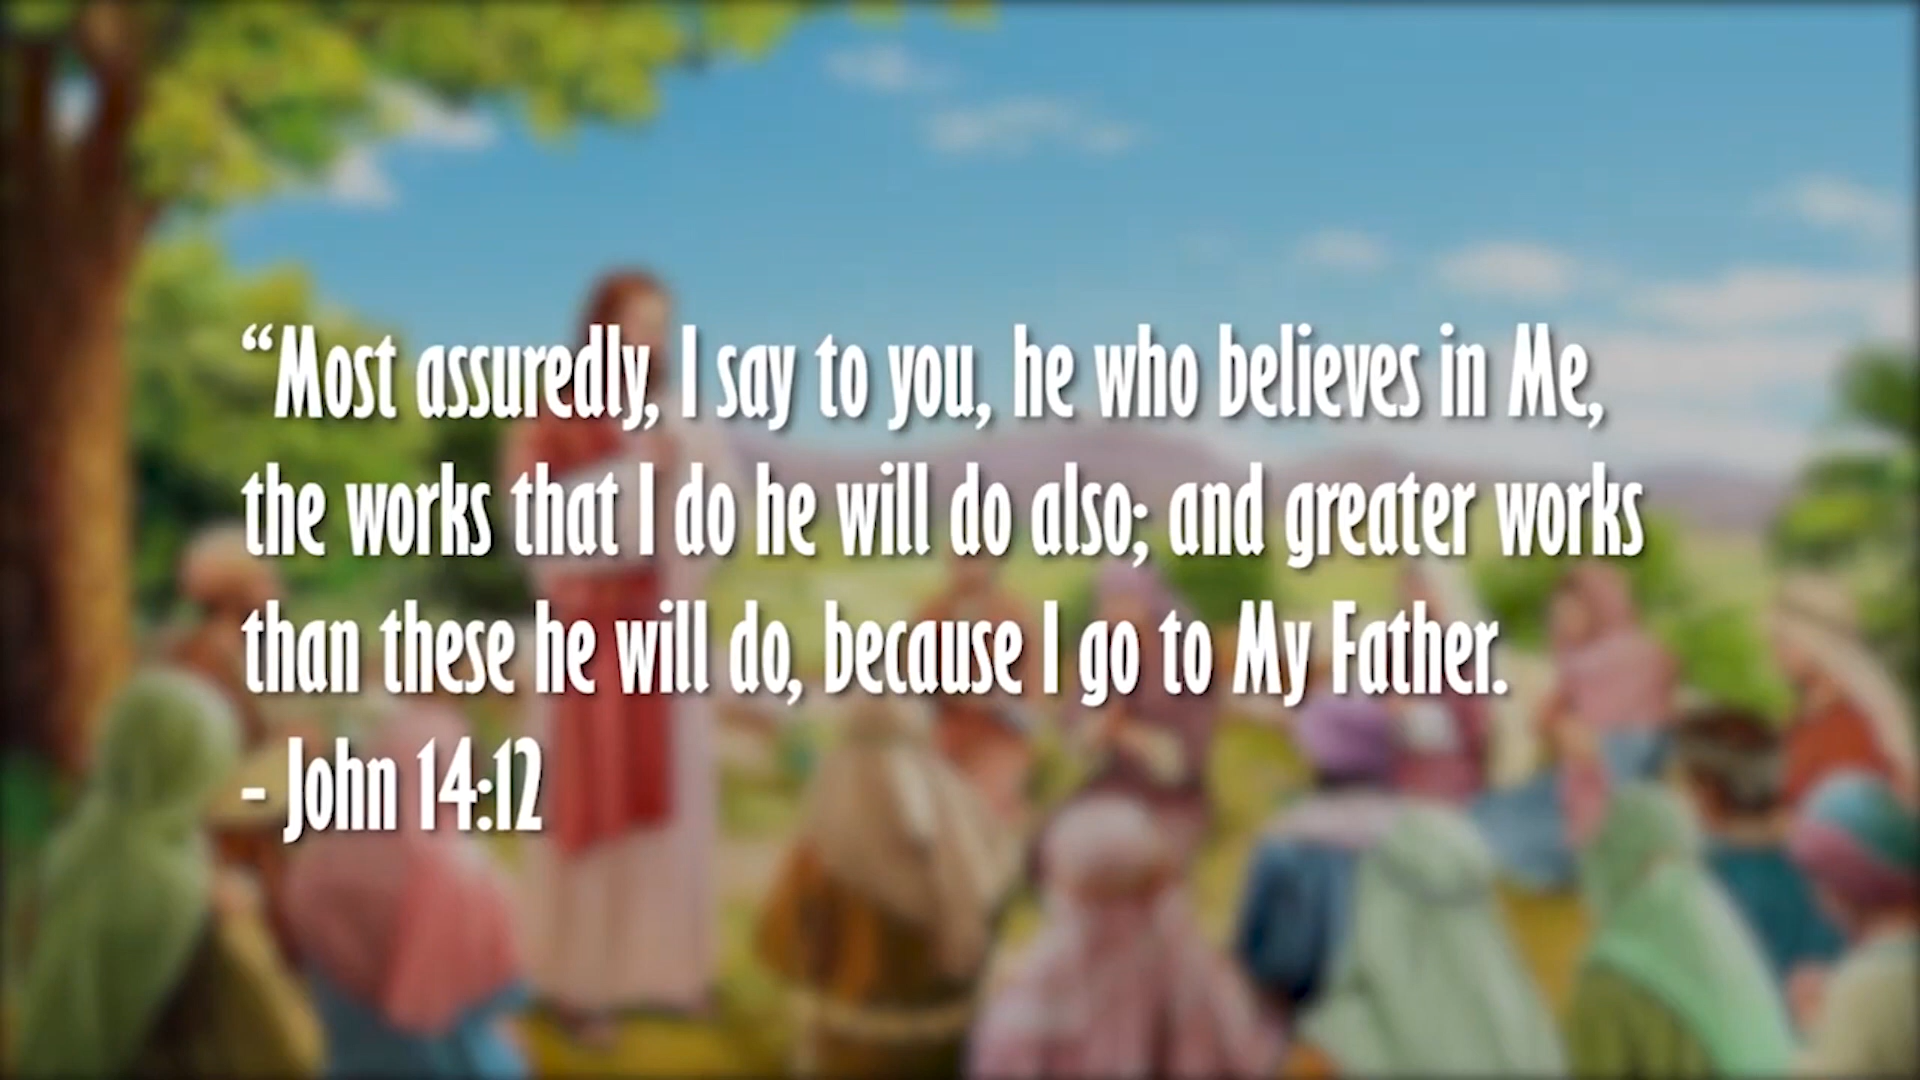 “Most assuredly, I say to you, he who believes in Me,
the works that I do he will do also; and greater works
than these he will do, because I go to My Father.
- John 14:12